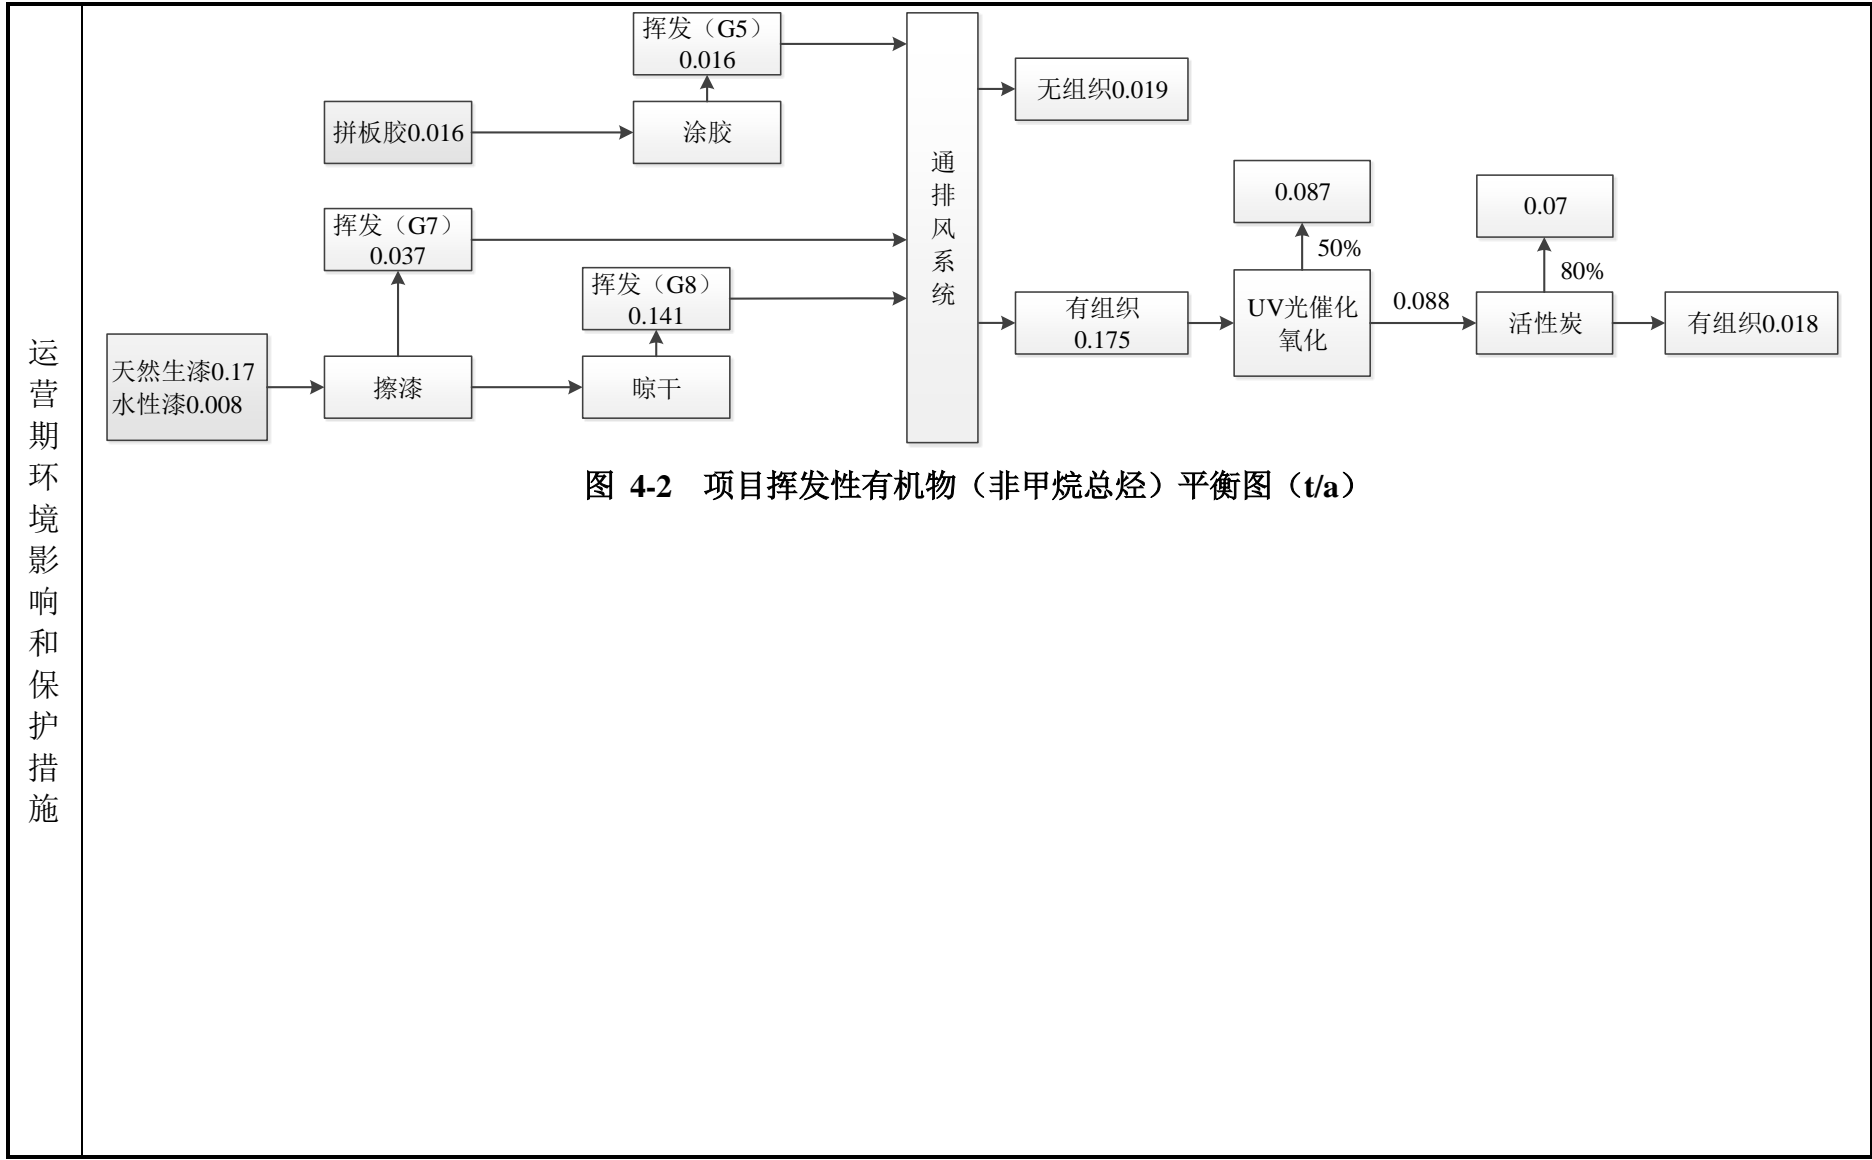 运
营
期
环
境
影
响
和
保
护
措
施
挥发（G5）
0.016
拼板胶0.016
涂胶
挥发（G7）
0.037
挥发（G8）
0.141
天然生漆0.17
水性漆0.008
擦漆
晾干
通
排
风
系
统
无组织0.019
有组织
0.175
0.087
50%
UV光催化
氧化
0.088
0.07
80%
活性炭
有组织0.018
图 4-2 项目挥发性有机物（非甲烷总烃）平衡图（t/a）